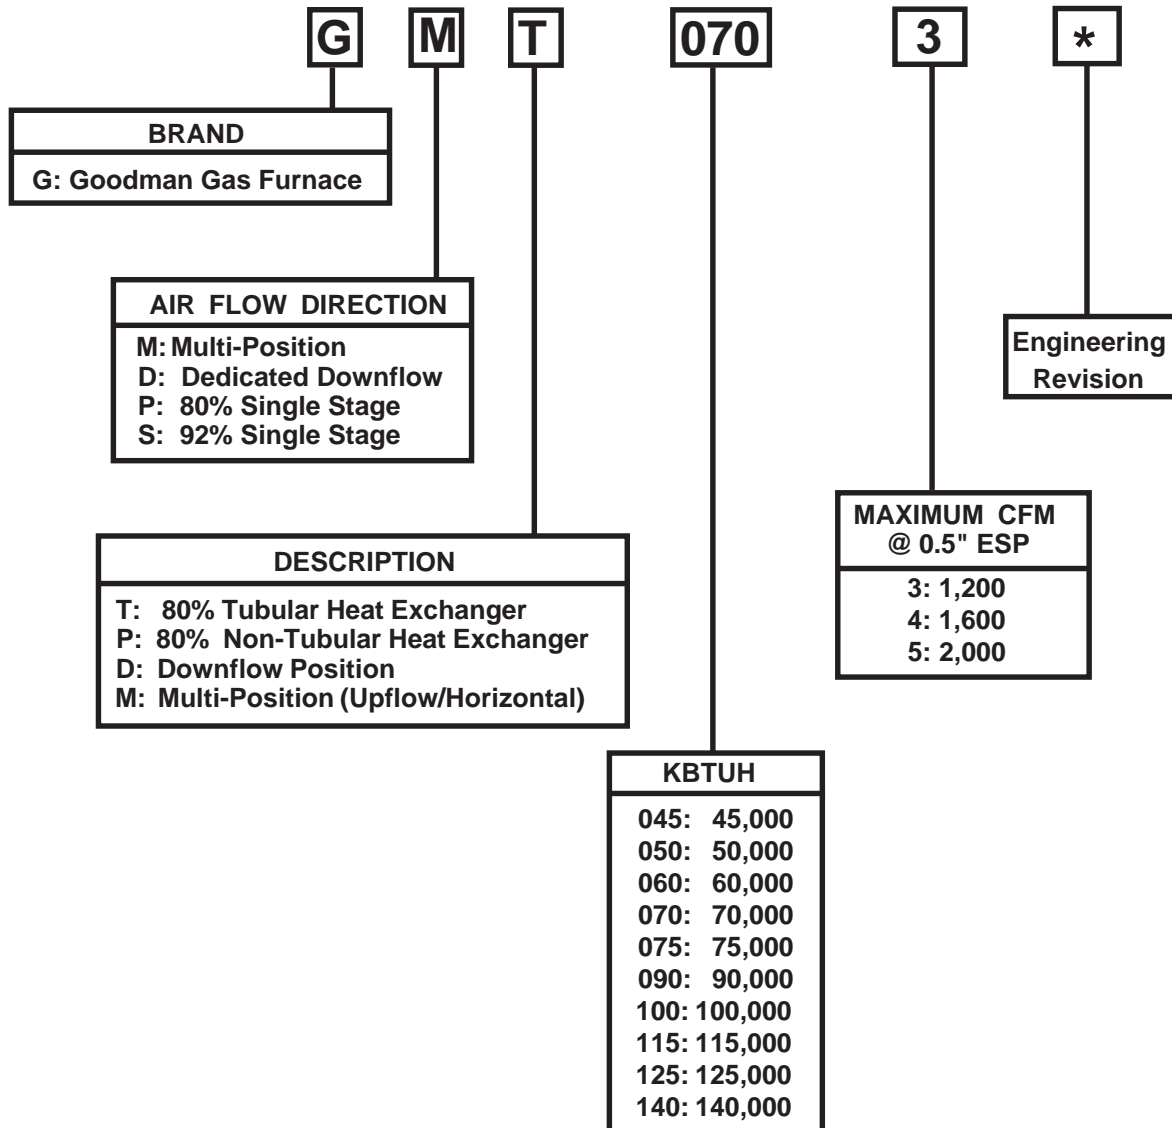 G M T 070 3 *
BRAND
G: Goodman Gas Furnace
AIR FLOW DIRECTION
M: Multi-Position
D: Dedicated Downflow
P: 80% Single Stage
S: 92% Single Stage
Engineering
Revision
MAXIMUM CFM
@ 0.5" ESP
3: 1,200
4: 1,600
5: 2,000
DESCRIPTION
T: 80% Tubular Heat Exchanger
P: 80% Non-Tubular Heat Exchanger
D: Downflow Position
M: Multi-Position (Upflow/Horizontal)
KBTUH
045: 45,000
050: 50,000
060: 60,000
070: 70,000
075: 75,000
090: 90,000
100: 100,000
115: 115,000
125: 125,000
140: 140,000